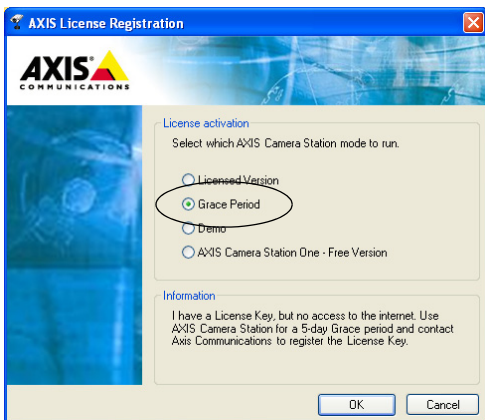 AXIS License Registration
AXIS
COMMUNICATIONS
License activation
Select which AXIS Camera Station mode to run.
Licensed Version
Grace Period
Demo
AXIS Camera Station One - Free Version
Information
I have a License Key, but no access to the internet. Use
AXIS Camera Station for a 5-day Grace period and contact
Axis Communications to register the License Key.
OK
Cancel